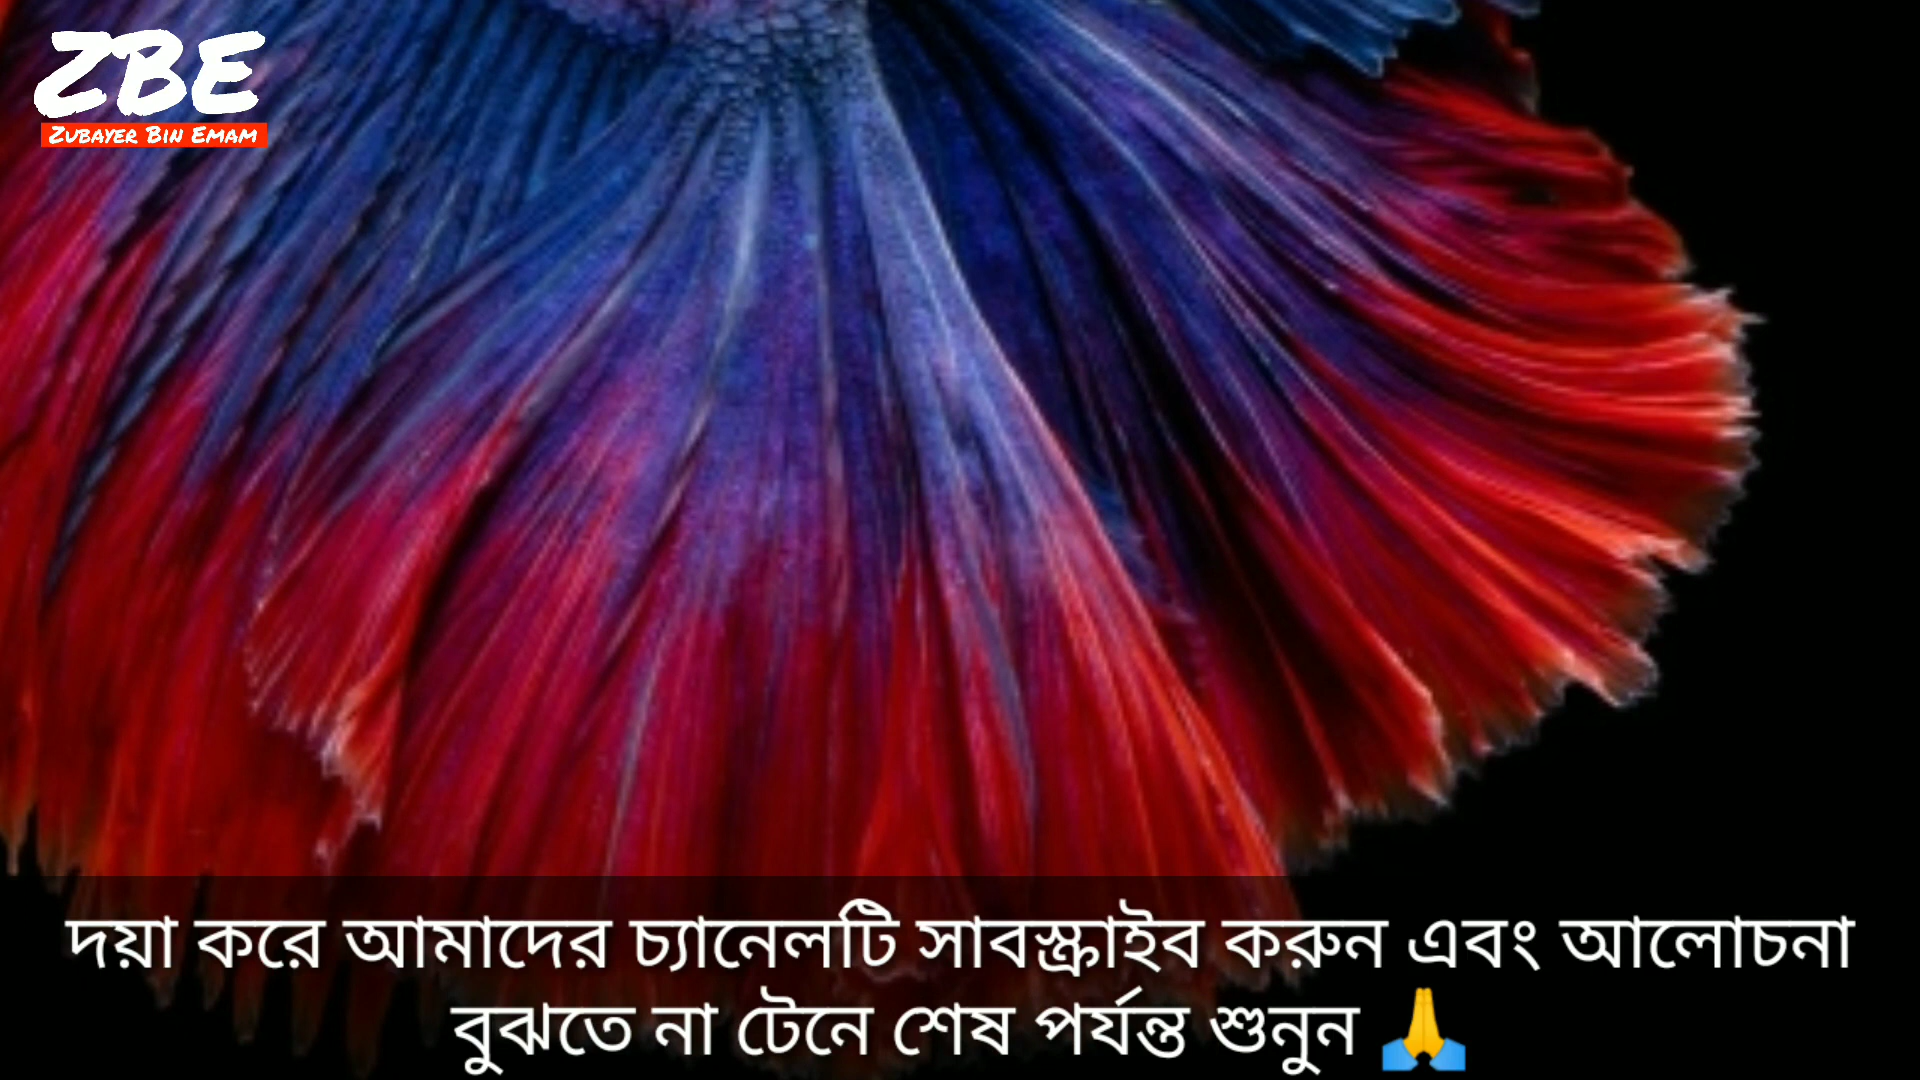 ZBE
Zubayer Bin Emam
দয়া করে আমাদের চ্যানেলটি সাবস্ক্রাইব করুন এবং আলোচনা
বুঝতে না টেনে শেষ পর্যন্ত শুনুন 🙏